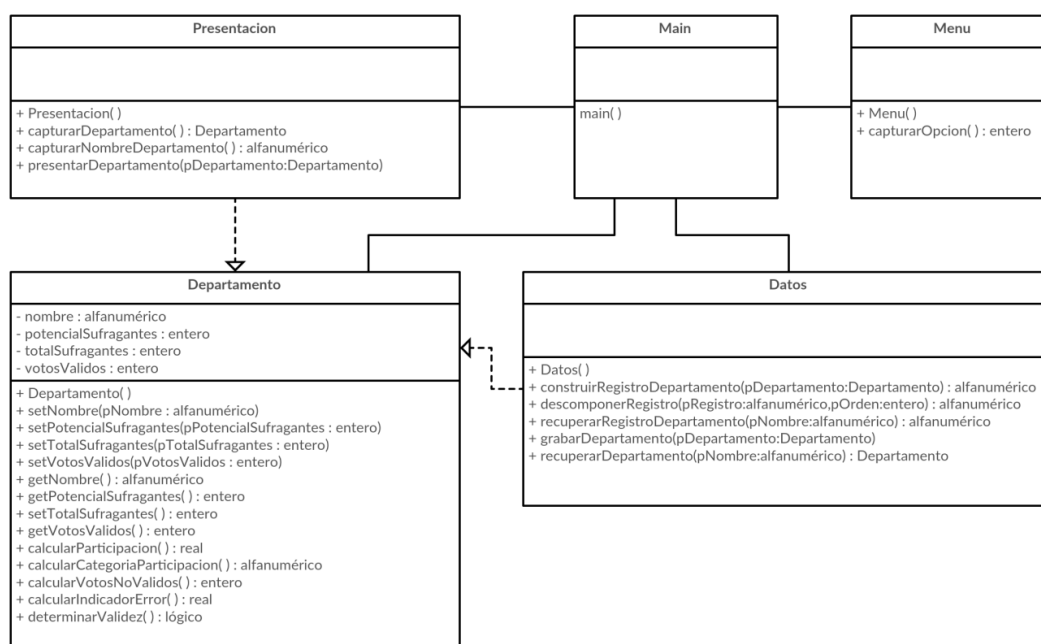 Presentacion
+ Presentacion( )
+ capturarDepartamento( ) : Departamento
+ capturarNombreDepartamento( ) : alfanumérico
+ presentarDepartamento(pDepartamento:Departamento)
Main
main( )
Menu
+ Menu( )
+ capturarOpcion( ) : entero
Departamento
- nombre : alfanumérico
- potencialSufragantes : entero
- totalSufragantes : entero
- votosValidos : entero
+ Departamento( )
+ setNombre(pNombre : alfanumérico)
+ setPotencialSufragantes(pPotencialSufragantes : entero)
+ setTotalSufragantes(pTotalSufragantes : entero)
+ setVotosValidos(pVotosValidos : entero)
+ getNombre( ) : alfanumérico
+ getPotencialSufragantes( ) : entero
+ setTotalSufragantes( ) : entero
+ getVotosValidos( ) : entero
+ calcularParticipacion( ) : real
+ calcularCategoriaParticipacion( ) : alfanumérico
+ calcularVotosNoValidos( ) : entero
+ calcularIndicadorError( ) : real
+ determinarValidez( ) : lógico
Datos
+ Datos( )
+ construirRegistroDepartamento(pDepartamento:Departamento) : alfanumérico
+ descomponerRegistro(pRegistro:alfanumérico,pOrden:entero) : alfanumérico
+ recuperarRegistroDepartamento(pNombre:alfanumérico) : alfanumérico
+ grabarDepartamento(pDepartamento:Departamento)
+ recuperarDepartamento(pNombre:alfanumérico) : Departamento